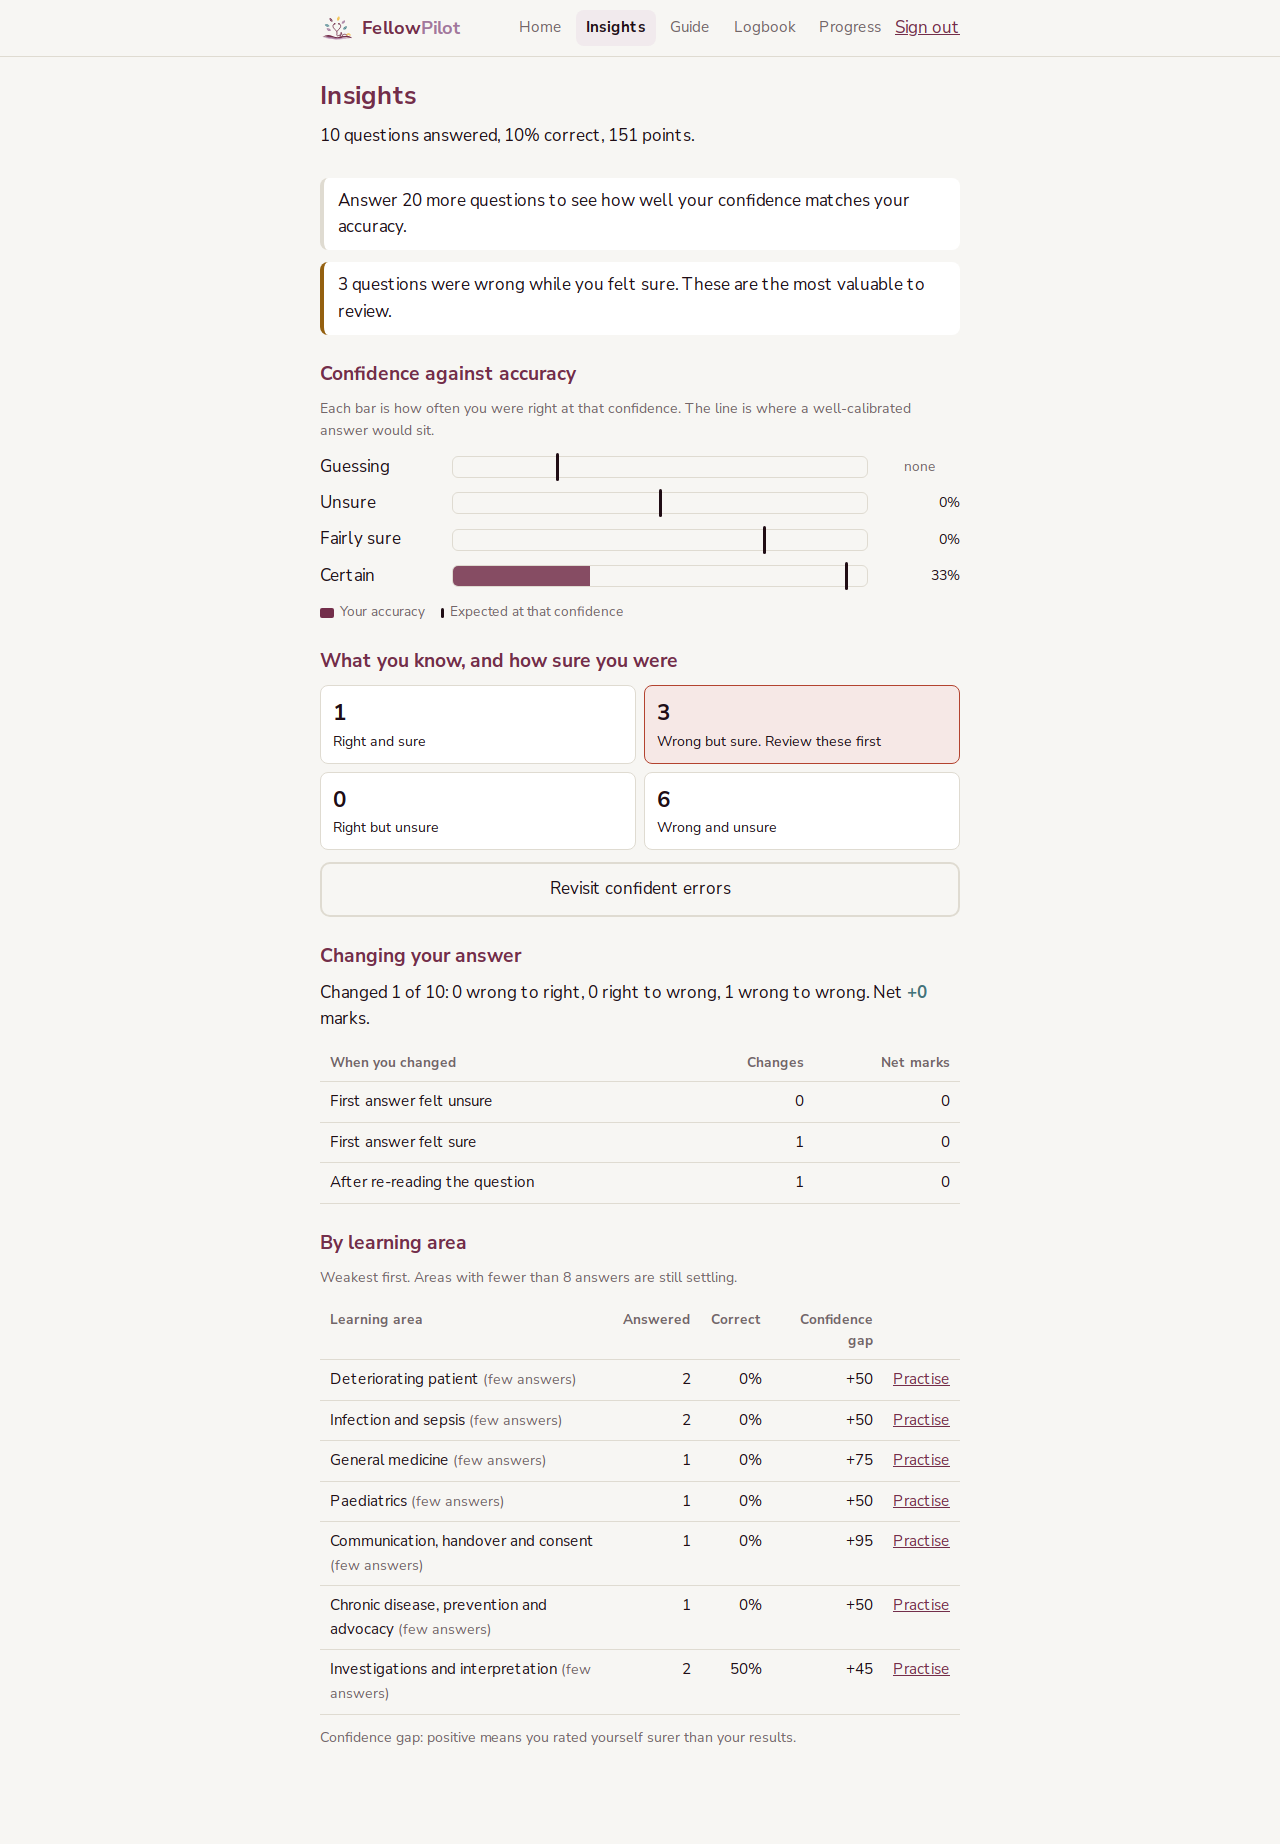 FellowPilot Home Insights Guide Logbook Progress Sign out
Insights
10 questions answered, 10% correct, 151 points.
Answer 20 more questions to see how well your confidence matches your
accuracy.
3 questions were wrong while you felt sure. These are the most valuable to
review.
Confidence against accuracy
Each bar is how often you were right at that confidence. The line is where a well-calibrated
answer would sit.
Guessing none
Unsure 0%
Fairly sure 0%
Certain 33%
Your accuracy Expected at that confidence
What you know, and how sure you were
1
Right and sure
3
Wrong but sure. Review these first
0
Right but unsure
6
Wrong and unsure
Revisit confident errors
Changing your answer
Changed 1 of 10: 0 wrong to right, 0 right to wrong, 1 wrong to wrong. Net +0
marks.
When you changed Changes Net marks
First answer felt unsure 0 0
First answer felt sure 1 0
After re-reading the question 1 0
By learning area
Weakest first. Areas with fewer than 8 answers are still settling.
Learning area Answered Correct Confidence
gap
Deteriorating patient (few answers) 2 0% +50 Practise
Infection and sepsis (few answers) 2 0% +50 Practise
General medicine (few answers) 1 0% +75 Practise
Paediatrics (few answers) 1 0% +50 Practise
Communication, handover and consent 1 0% +95 Practise
(few answers)
Chronic disease, prevention and 1 0% +50 Practise
advocacy (few answers)
Investigations and interpretation (few 2 50% +45 Practise
answers)
Confidence gap: positive means you rated yourself surer than your results.